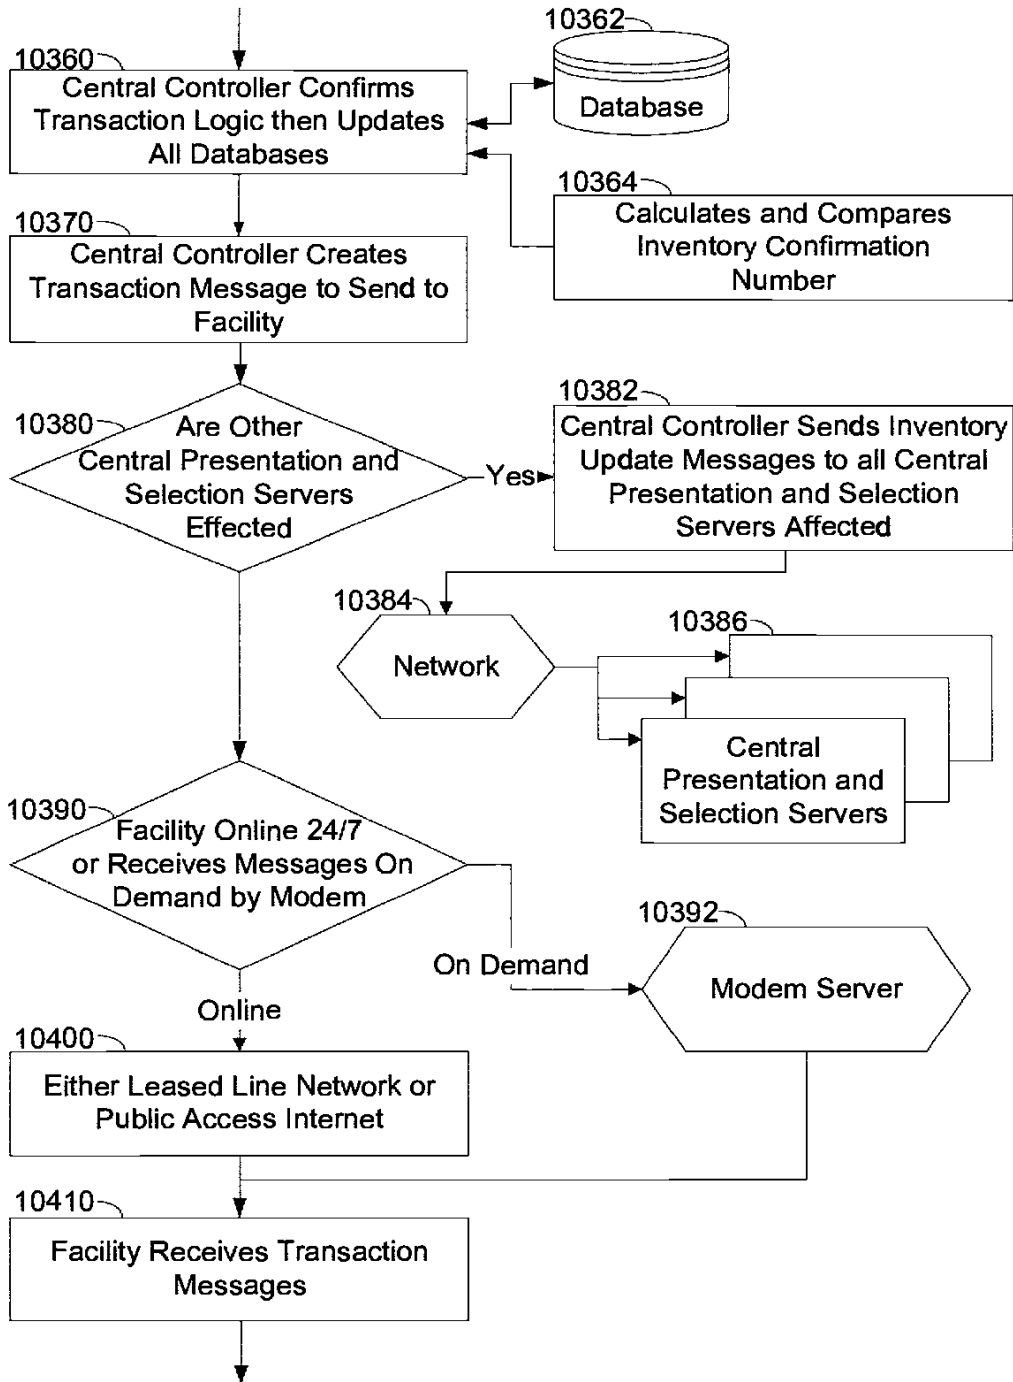 10360
Central Controller Confirms
Transaction Logic then Updates
All Databases
10362
Database
10364
Calculates and Compares
Inventory Confirmation
Number
10370
Central Controller Creates
Transaction Message to Send to
Facility
10380
Are Other
Central Presentation and
Selection Servers
Effected
Yes
10382
Central Controller Sends Inventory
Update Messages to all Central
Presentation and Selection
Servers Affected
10384
Network
10386
Central
Presentation and
Selection Servers
10390
Facility Online 24/7
or Receives Messages On
Demand by Modem
On Demand
10392
Modem Server
Online
10400
Either Leased Line Network or
Public Access Internet
10410
Facility Receives Transaction
Messages